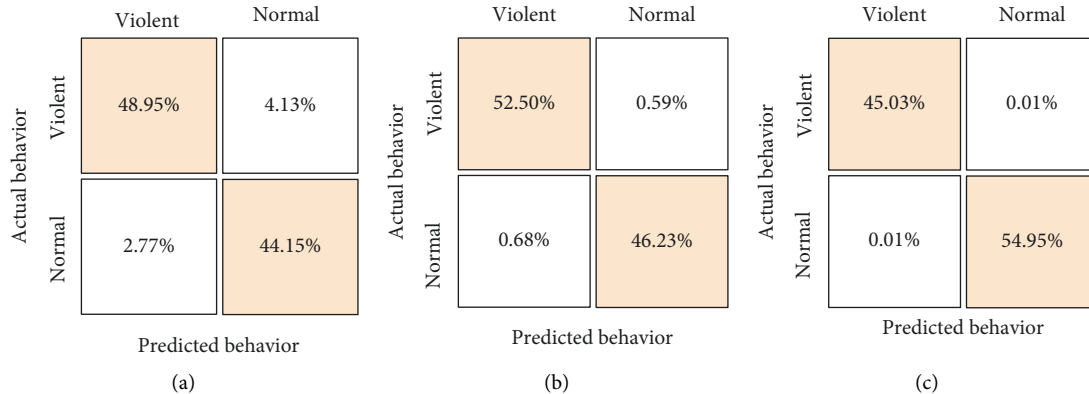 Violent Normal
Actual behavior
Violent
48.95% 4.13%
Normal
2.77% 44.15%
Predicted behavior
(a)
Violent Normal
Actual behavior
Violent
52.50% 0.59%
Normal
0.68% 46.23%
Predicted behavior
(b)
Violent Normal
Actual behavior
Violent
45.03% 0.01%
Normal
0.01% 54.95%
Predicted behavior
(c)